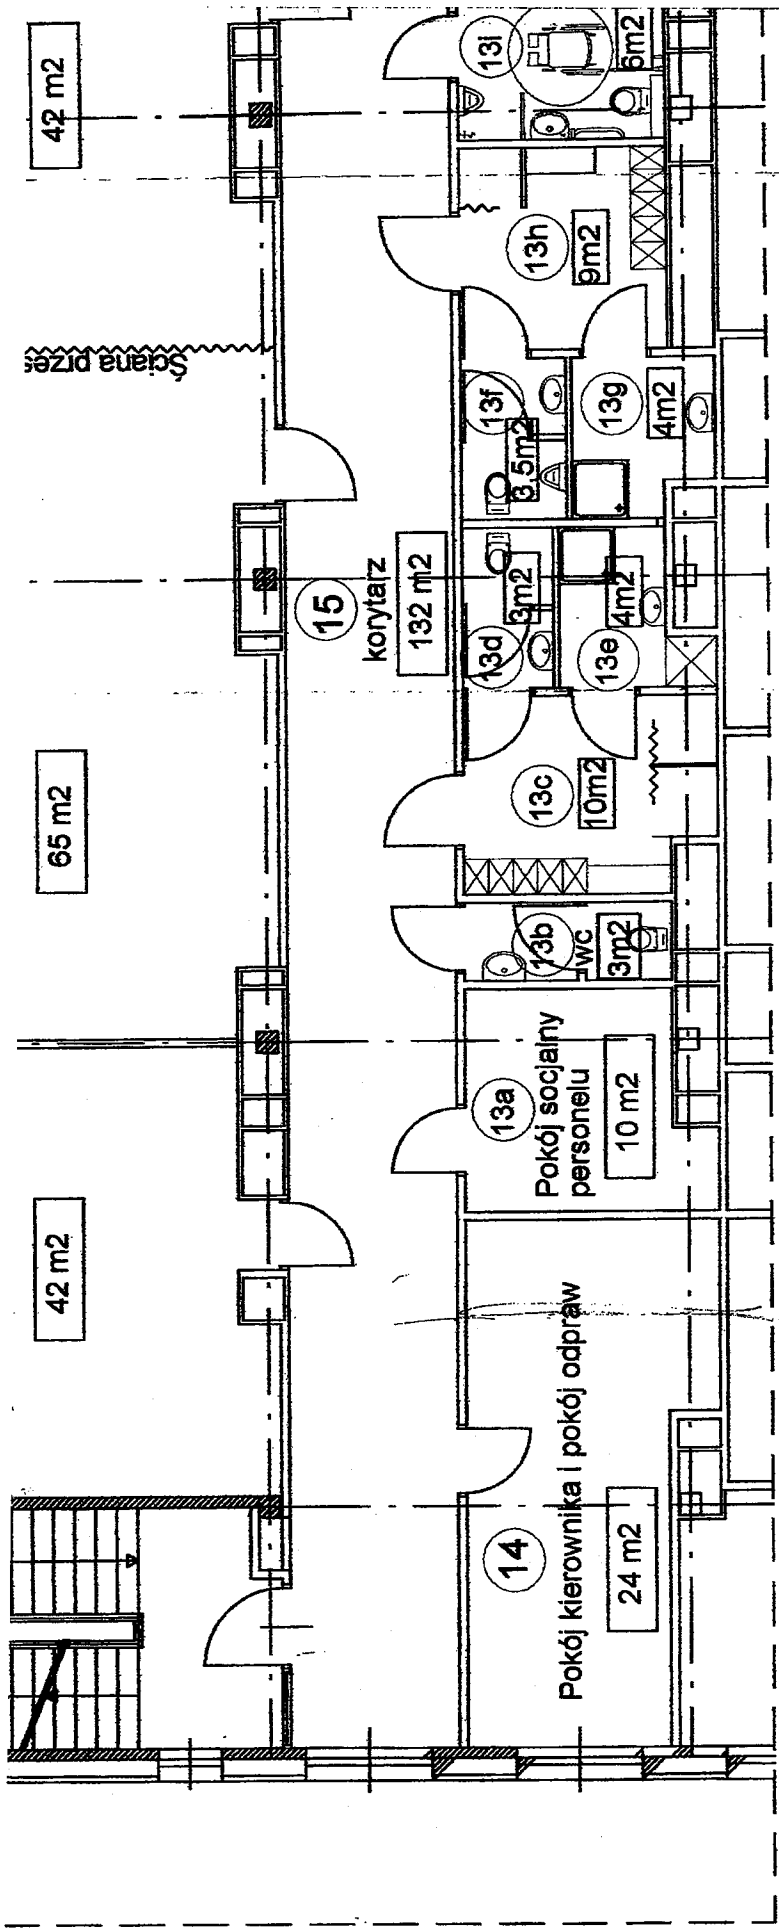 42 m2
65 m2
42 m2
Ściana przes
15
korytarz
132 m2
14
Pokój kierownika i pokój odpraw
24 m2
13a
Pokój socjalny
personelu
10 m2
13b
wc
3m2
13c
10m2
13d
3m2
13e
4m2
13f
3,5m2
13g
4m2
13h
9m2
13i
6m2